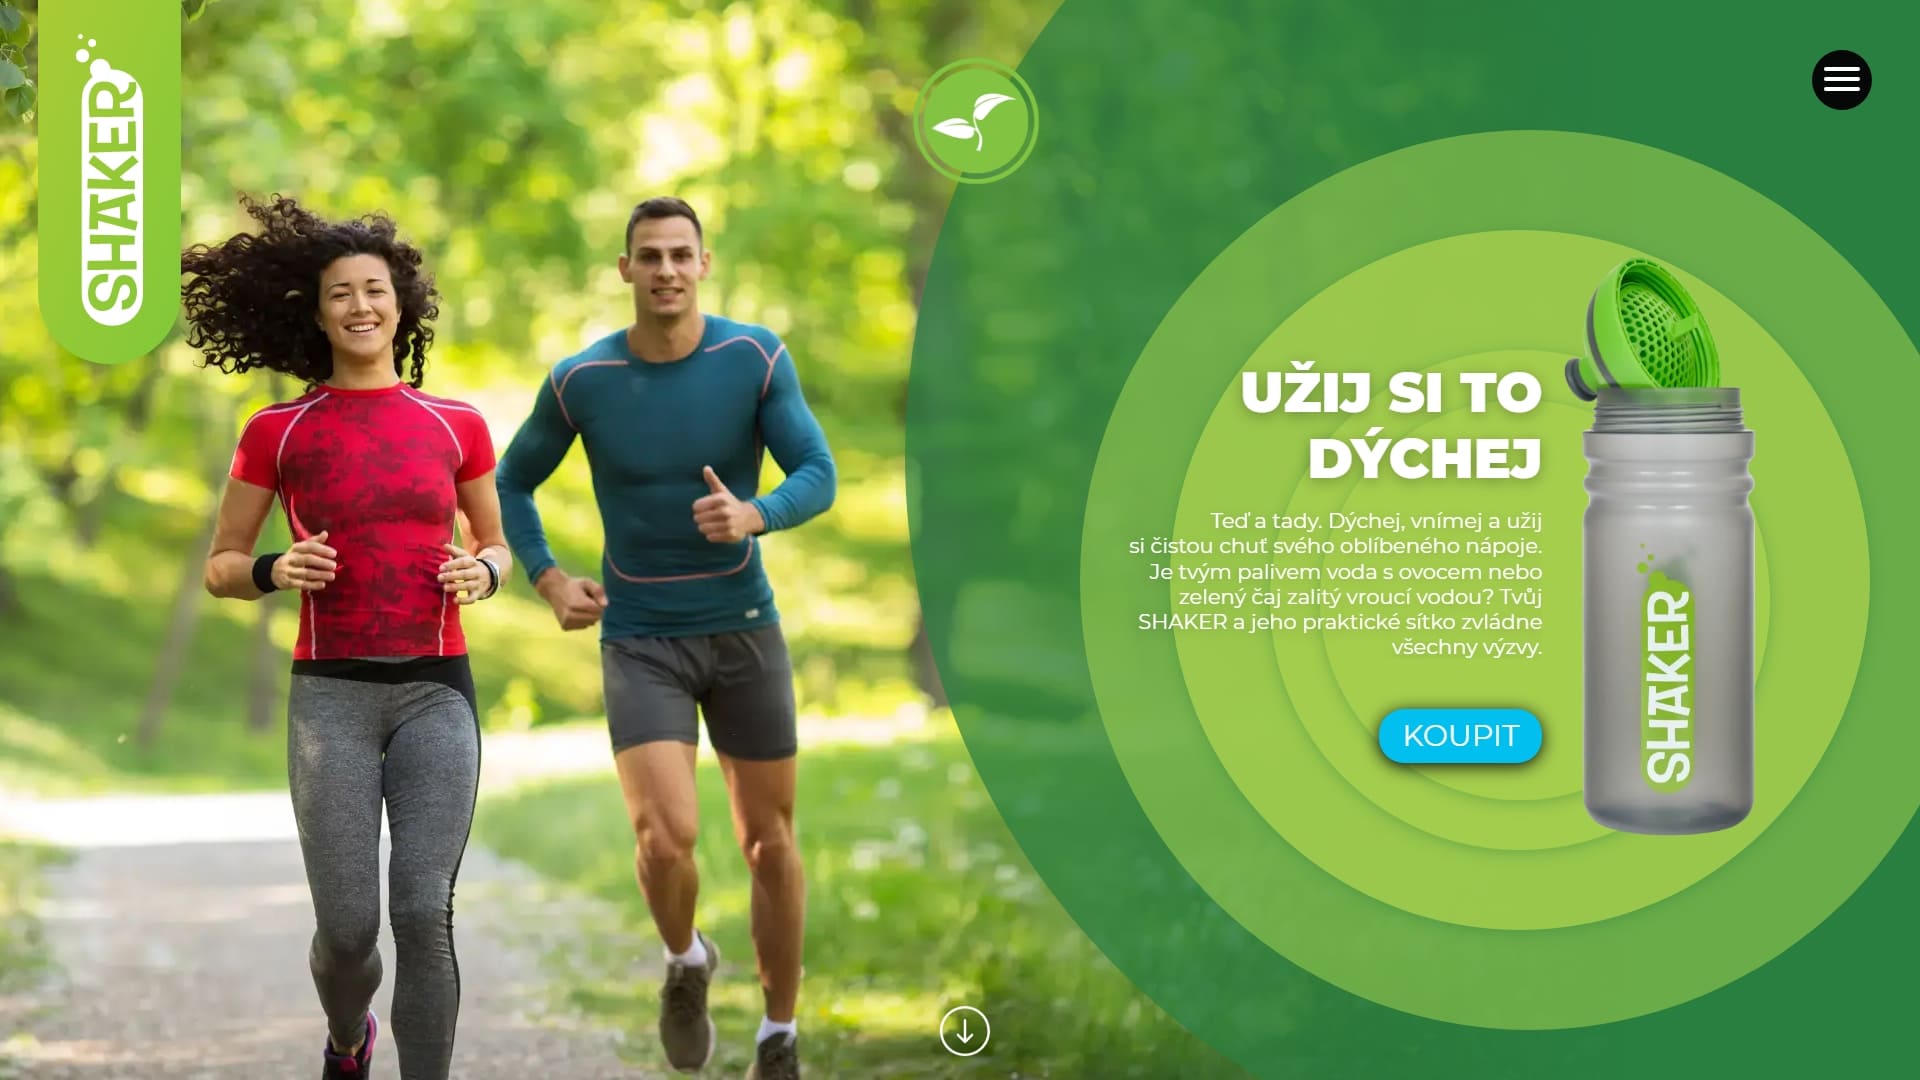 SHAKER
UŽIJ SI TO
DÝCHEJ
Teď a tady. Dýchej, vnímej a užij
si čistou chuť svého oblíbeného nápoje.
Je tvým palivem voda s ovocem nebo
zelený čaj zalitý vroucí vodou? Tvůj
SHAKER a jeho praktické sítko zvládne
všechny výzvy.
KOUPIT
SHAKER